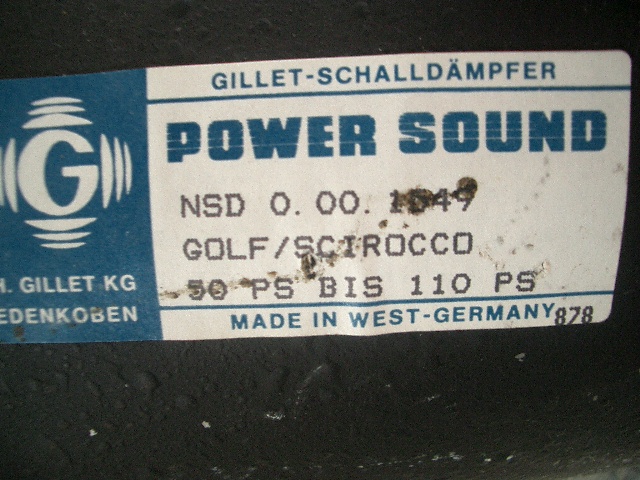 GILLET-SCHALLDÄMPFER
POWER SOUND
NSD 0.00.1049
GOLF/SCIROCCO
50 PS BIS 110 PS
MADE IN WEST-GERMANY
878
G
H. GILLET KG
EDENKOBEN